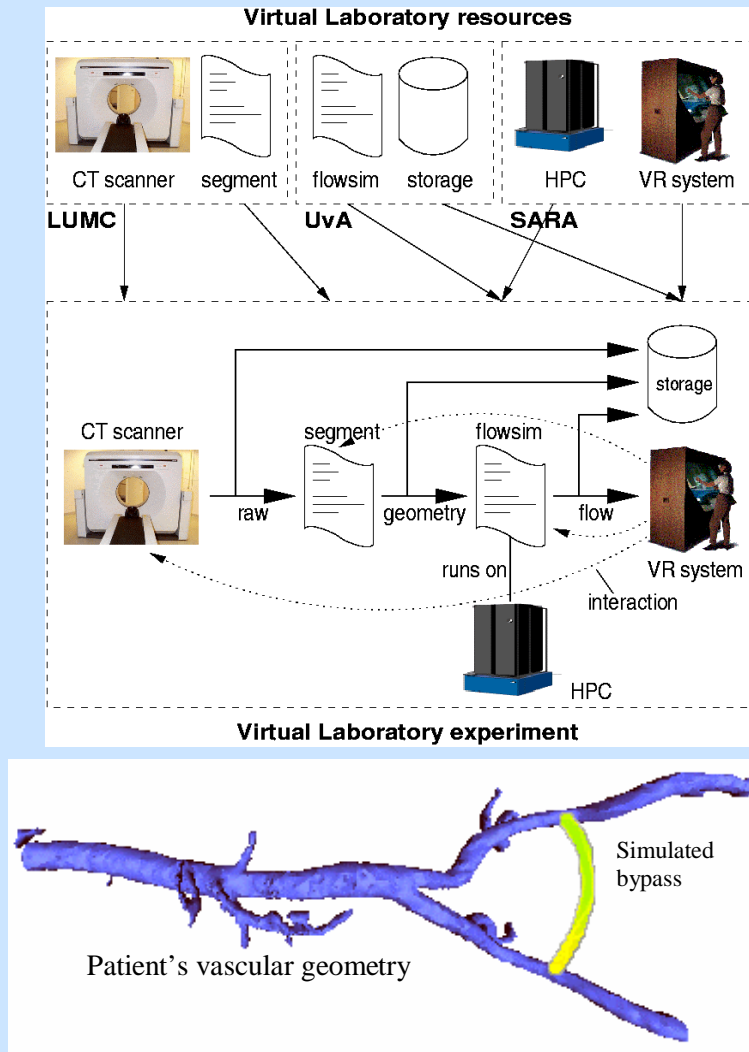 Virtual Laboratory resources
CT scanner segment flowsim storage HPC VR system
LUMC UvA SARA
storage
CT scanner segment flowsim
raw geometry flow
runs on VR system
interaction
HPC
Virtual Laboratory experiment
Simulated
bypass
Patient's vascular geometry